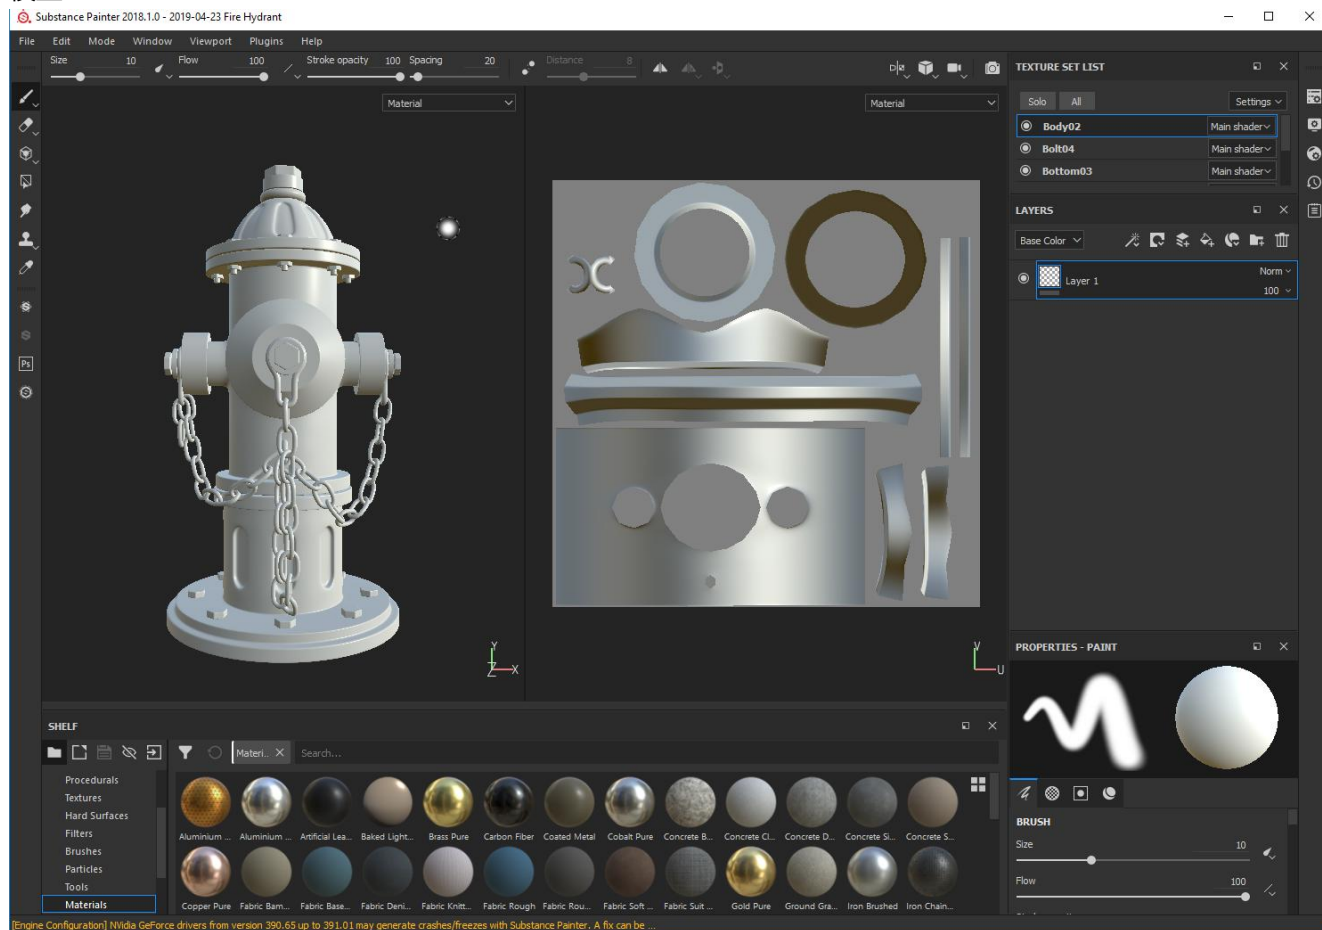 Substance Painter 2018.1.0 - 2019-04-23 Fire Hydrant
File Edit Mode Window Viewport Plugins Help
Size 10 Flow 100 Stroke opacity 100 Spacing 20 Distance 8
Material
Material
Y
Z X
V
U
TEXTURE SET LIST
Solo All Settings
Body02 Main shader
Bolt04 Main shader
Bottom03 Main shader
LAYERS
Base Color
Layer 1 Norm
100
PROPERTIES - PAINT
BRUSH
Size 10
Flow 100
Ps
SHELF
Materi... Search...
Procedurals
Textures
Hard Surfaces
Filters
Brushes
Particles
Tools
Materials
Aluminium ... Aluminium ... Artificial Lea... Baked Light... Brass Pure Carbon Fiber Coated Metal Cobalt Pure Concrete B... Concrete Cl... Concrete D... Concrete Si... Concrete S...
Copper Pure Fabric Bam... Fabric Base... Fabric Deni... Fabric Knitt... Fabric Rough Fabric Rou... Fabric Soft ... Fabric Suit ... Gold Pure Ground Gra... Iron Brushed Iron Chain...
[Engine Configuration] NVidia GeForce drivers from version 390.65 up to 391.01 may generate crashes/freezes with Substance Painter. A fix can be ...